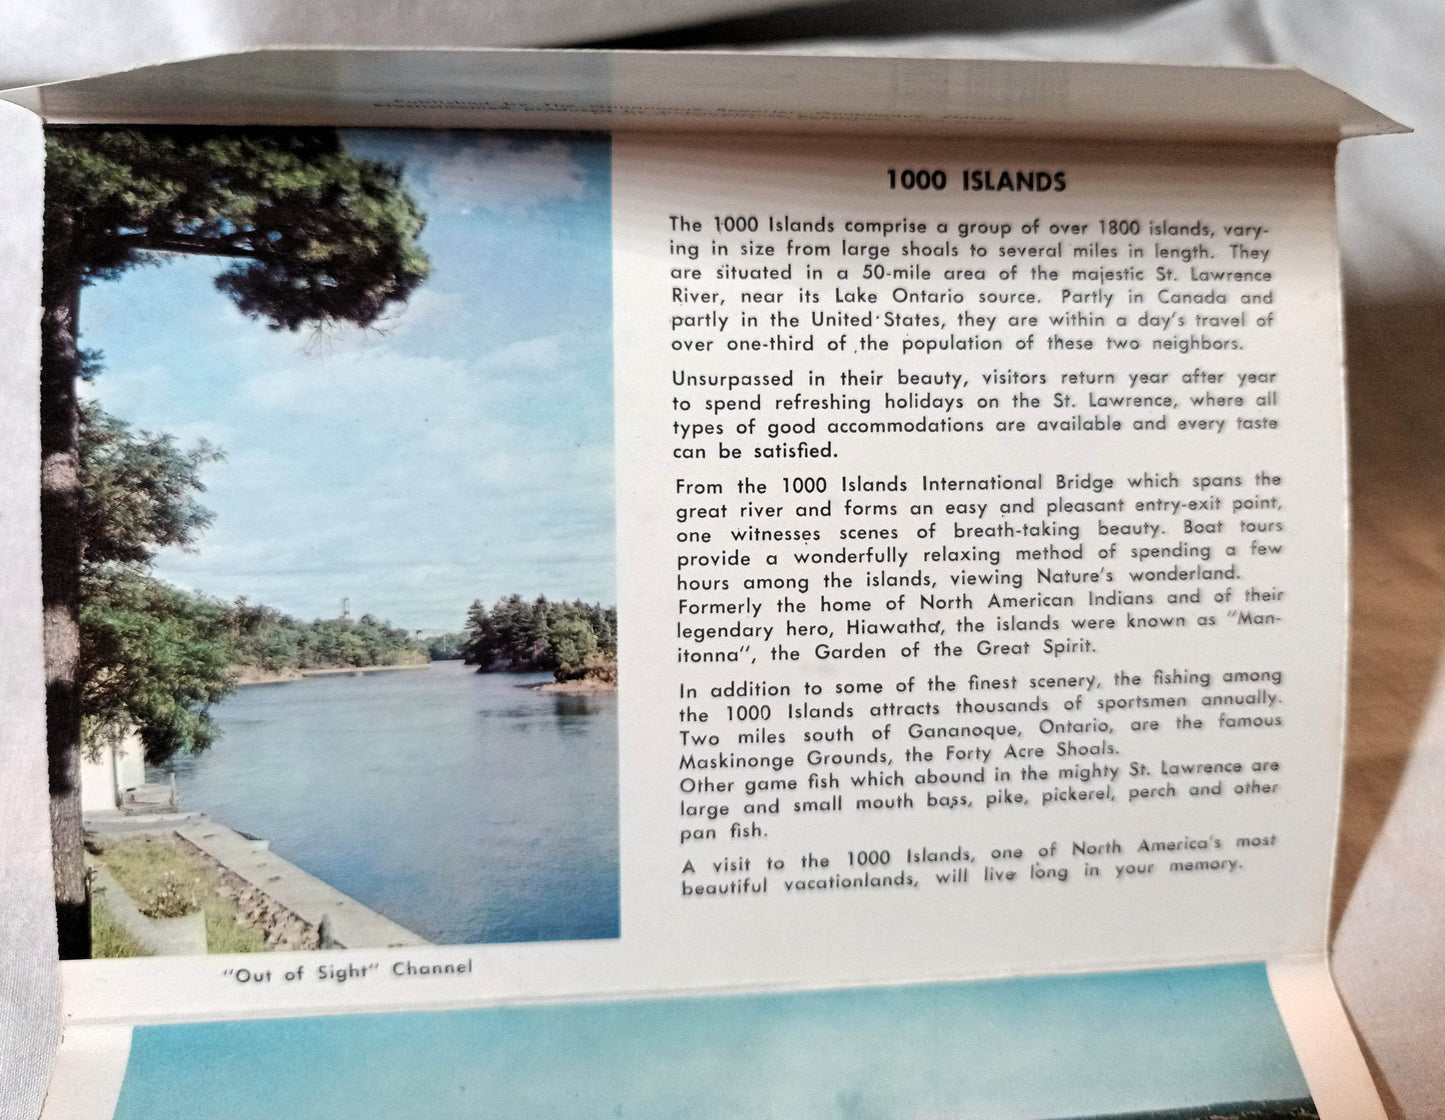 Published by The
1000 ISLANDS
The 1000 Islands comprise a group of over 1800 islands, vary-
ing in size from large shoals to several miles in length. They
are situated in a 50-mile area of the majestic St. Lawrence
River, near its Lake Ontario source. Partly in Canada and
partly in the United States, they are within a day's travel of
over one-third of the population of these two neighbors.
Unsurpassed in their beauty, visitors return year after year
to spend refreshing holidays on the St. Lawrence, where all
types of good accommodations are available and every taste
can be satisfied.
From the 1000 Islands International Bridge which spans the
great river and forms an easy and pleasant entry-exit point,
one witnesses scenes of breath-taking beauty. Boat tours
provide a wonderfully relaxing method of spending a few
hours among the islands, viewing Nature's wonderland.
Formerly the home of North American Indians and of their
legendary hero, Hiawatha, the islands were known as "Man-
itonna", the Garden of the Great Spirit.
In addition to some of the finest scenery, the fishing among
the 1000 Islands attracts thousands of sportsmen annually.
Two miles south of Gananoque, Ontario, are the famous
Maskinonge Grounds, the Forty Acre Shoals.
Other game fish which abound in the mighty St. Lawrence are
large and small mouth bass, pike, pickerel, perch and other
pan fish.
A visit to the 1000 Islands, one of North America's most
beautiful vacationlands, will live long in your memory.
"Out of Sight" Channel